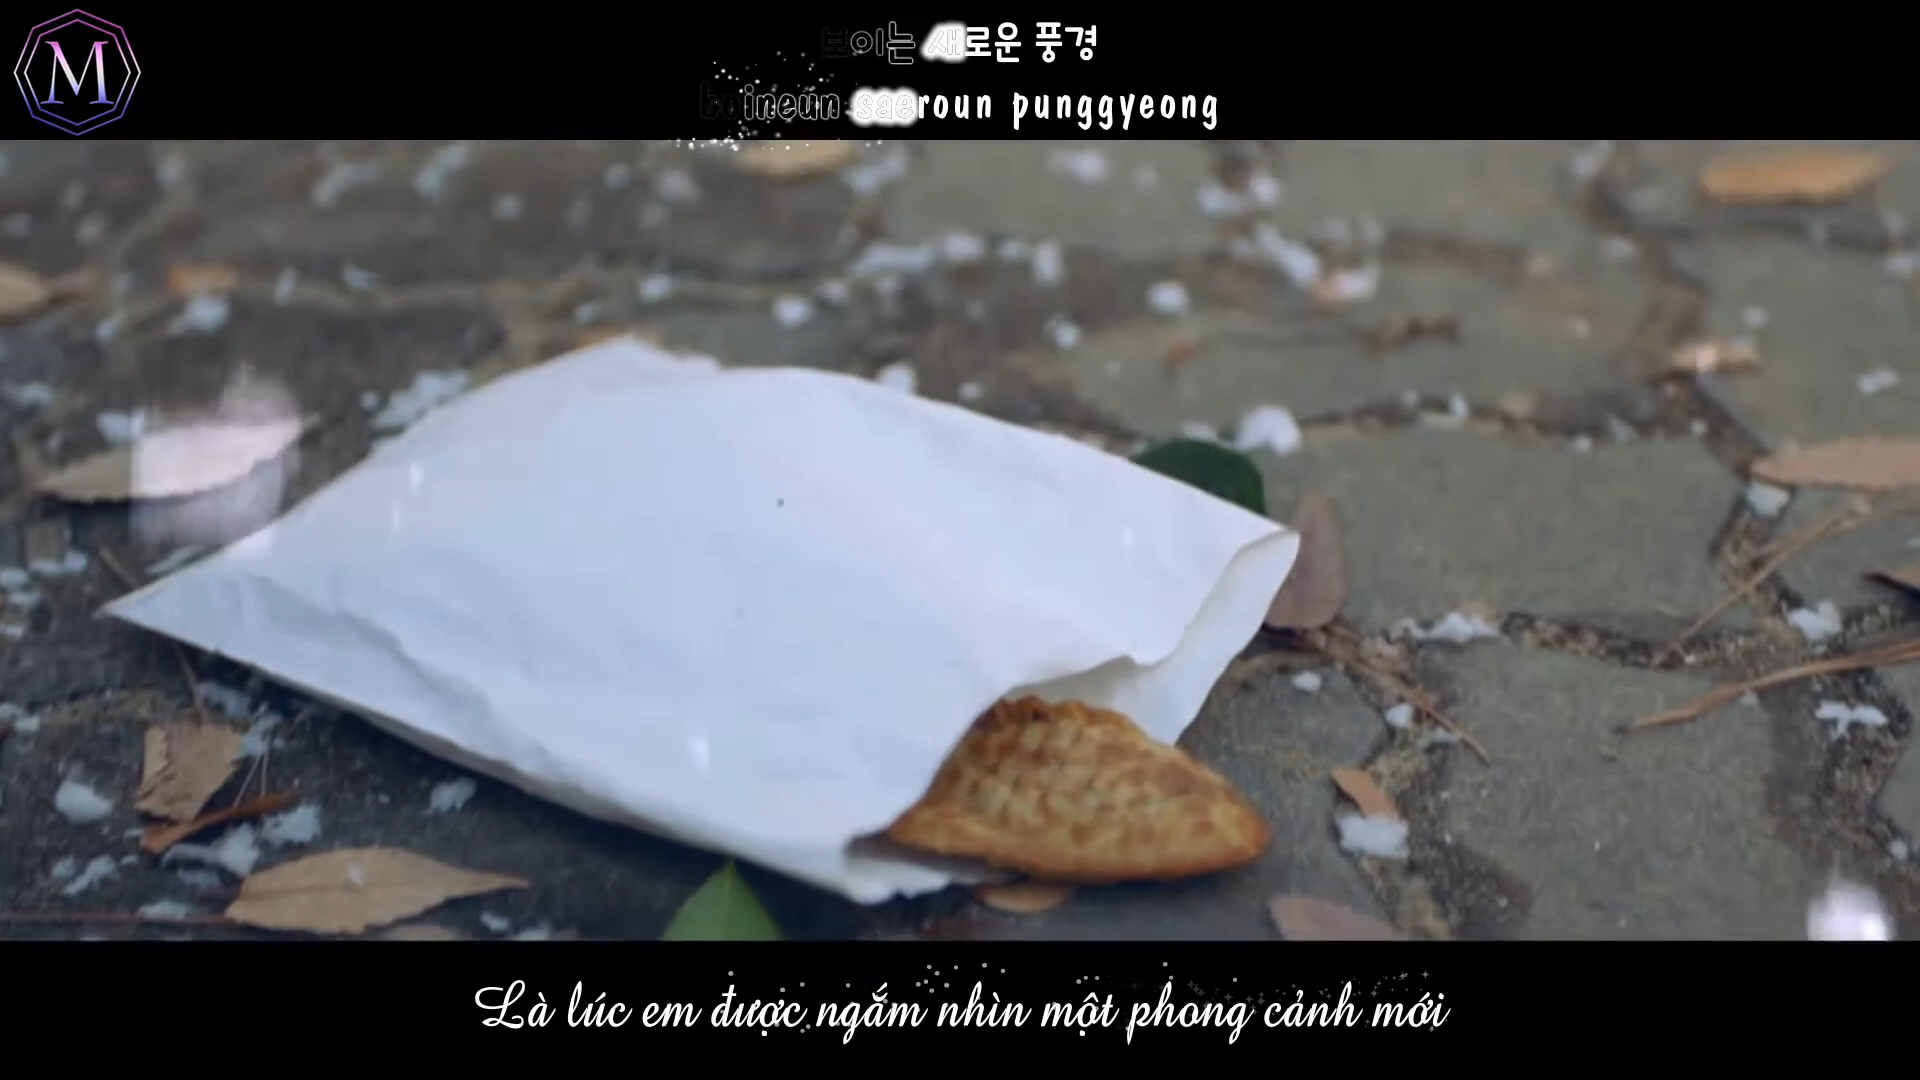 M
보이는 새로운 풍경
boineun saeroun punggyeong
Là lúc em được ngắm nhìn một phong cảnh mới